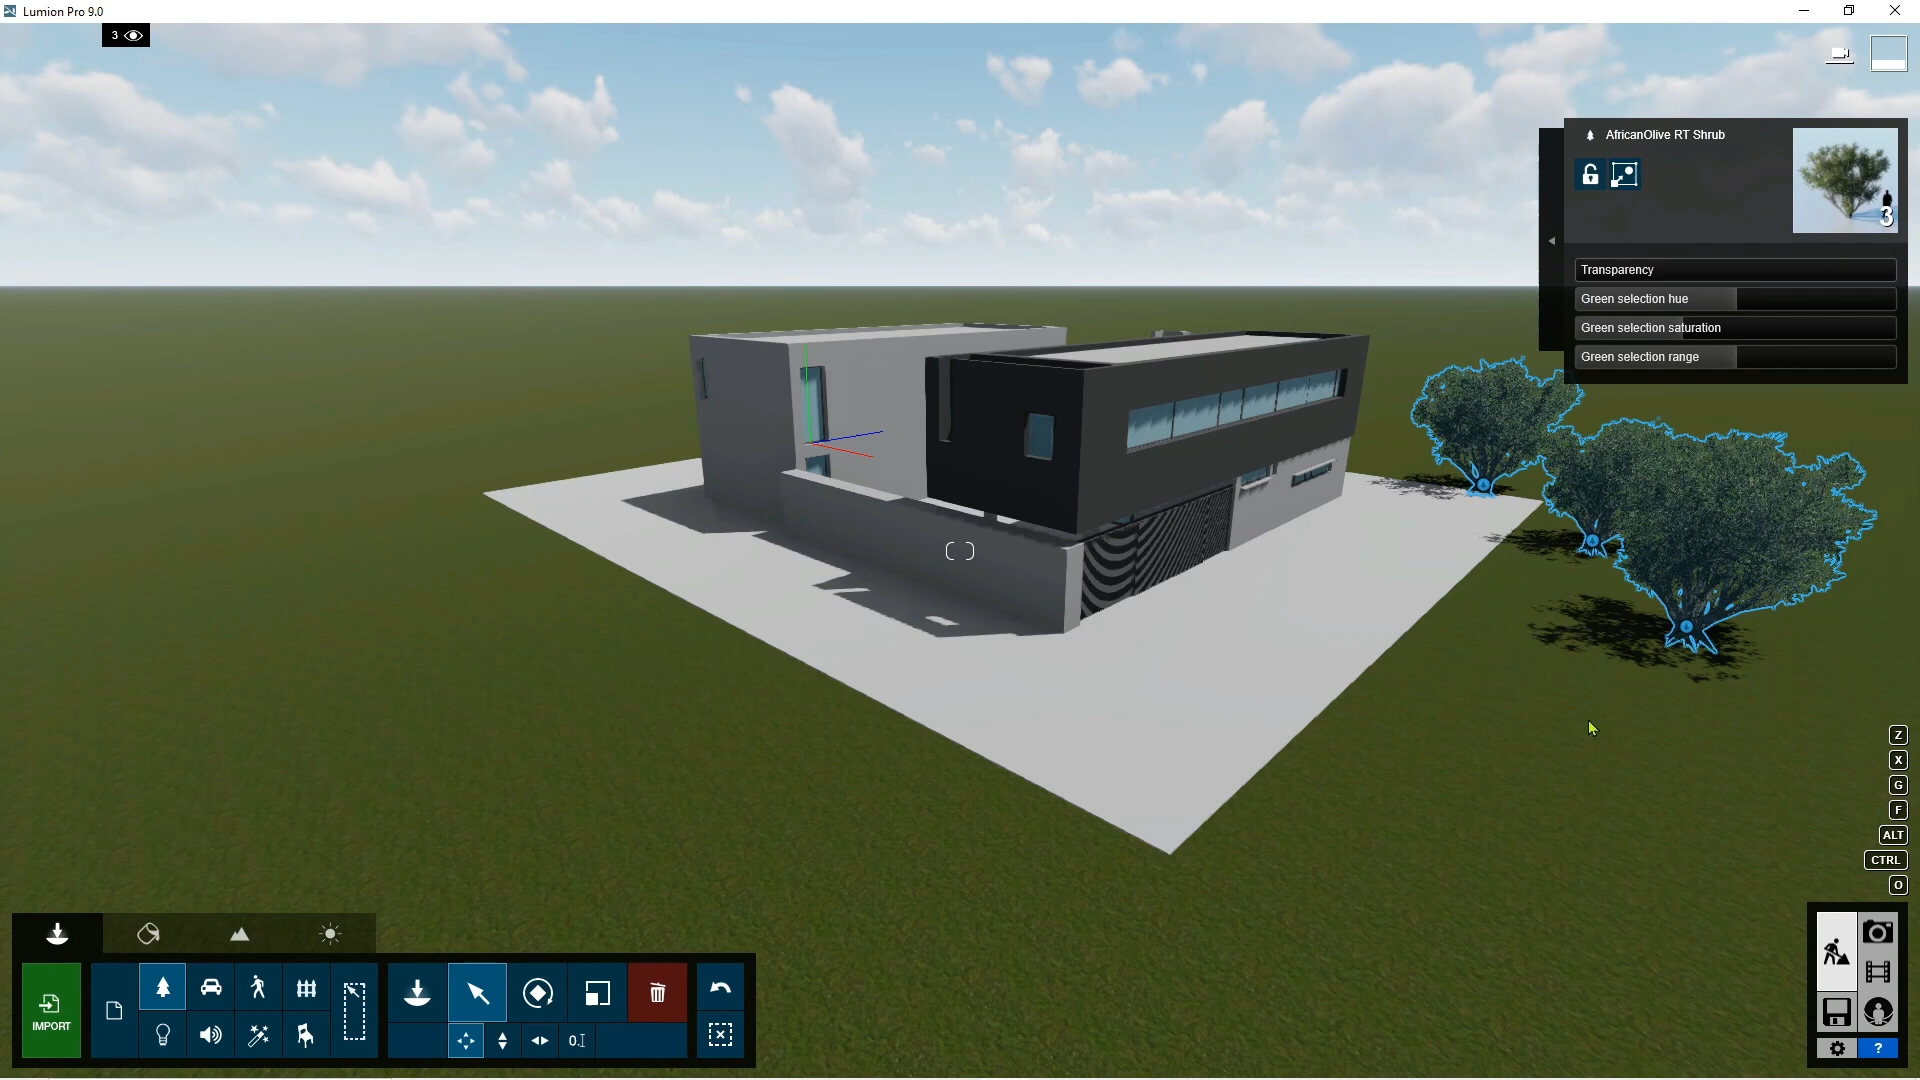 Lumion Pro 9.0
3
AfricanOlive RT Shrub
3
Transparency
Green selection hue
Green selection saturation
Green selection range
Z
X
G
F
ALT
CTRL
O
IMPORT
0.
?